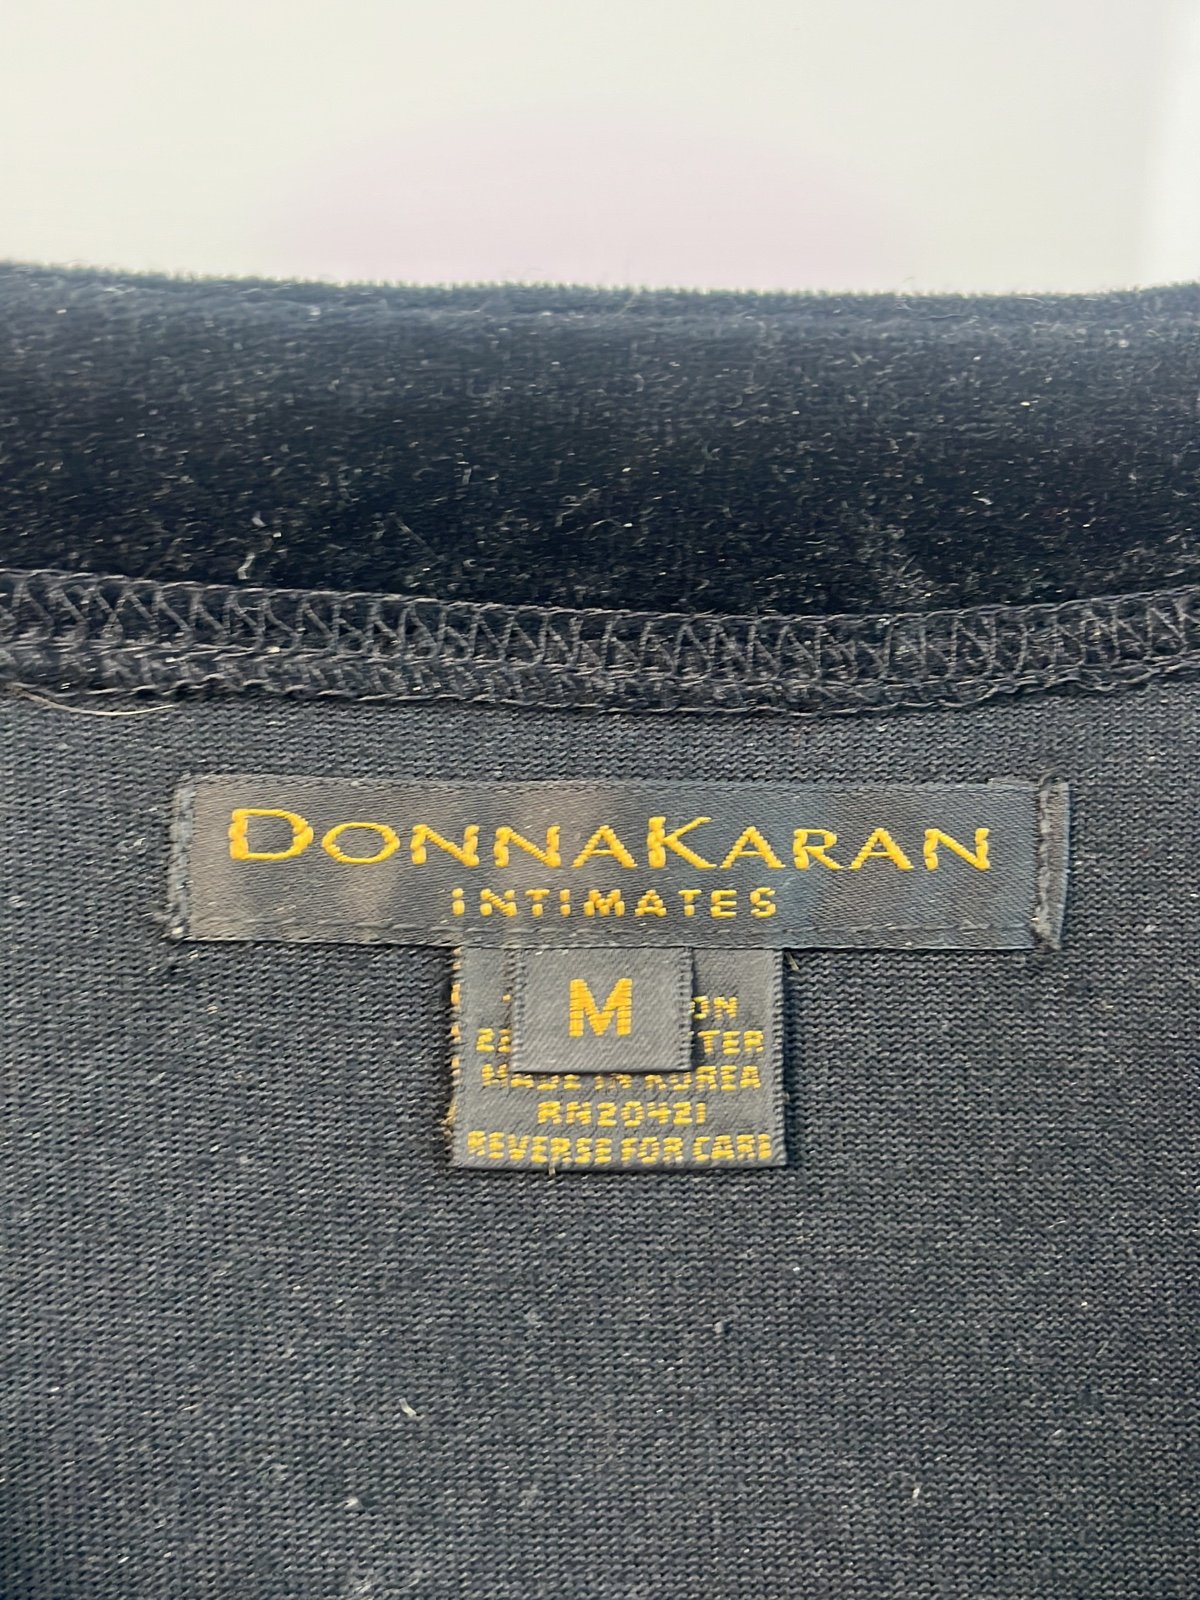 DONNAKARAN
INTIMATES
M
MADE IN KOREA
RN20421
REVERSE FOR CARE